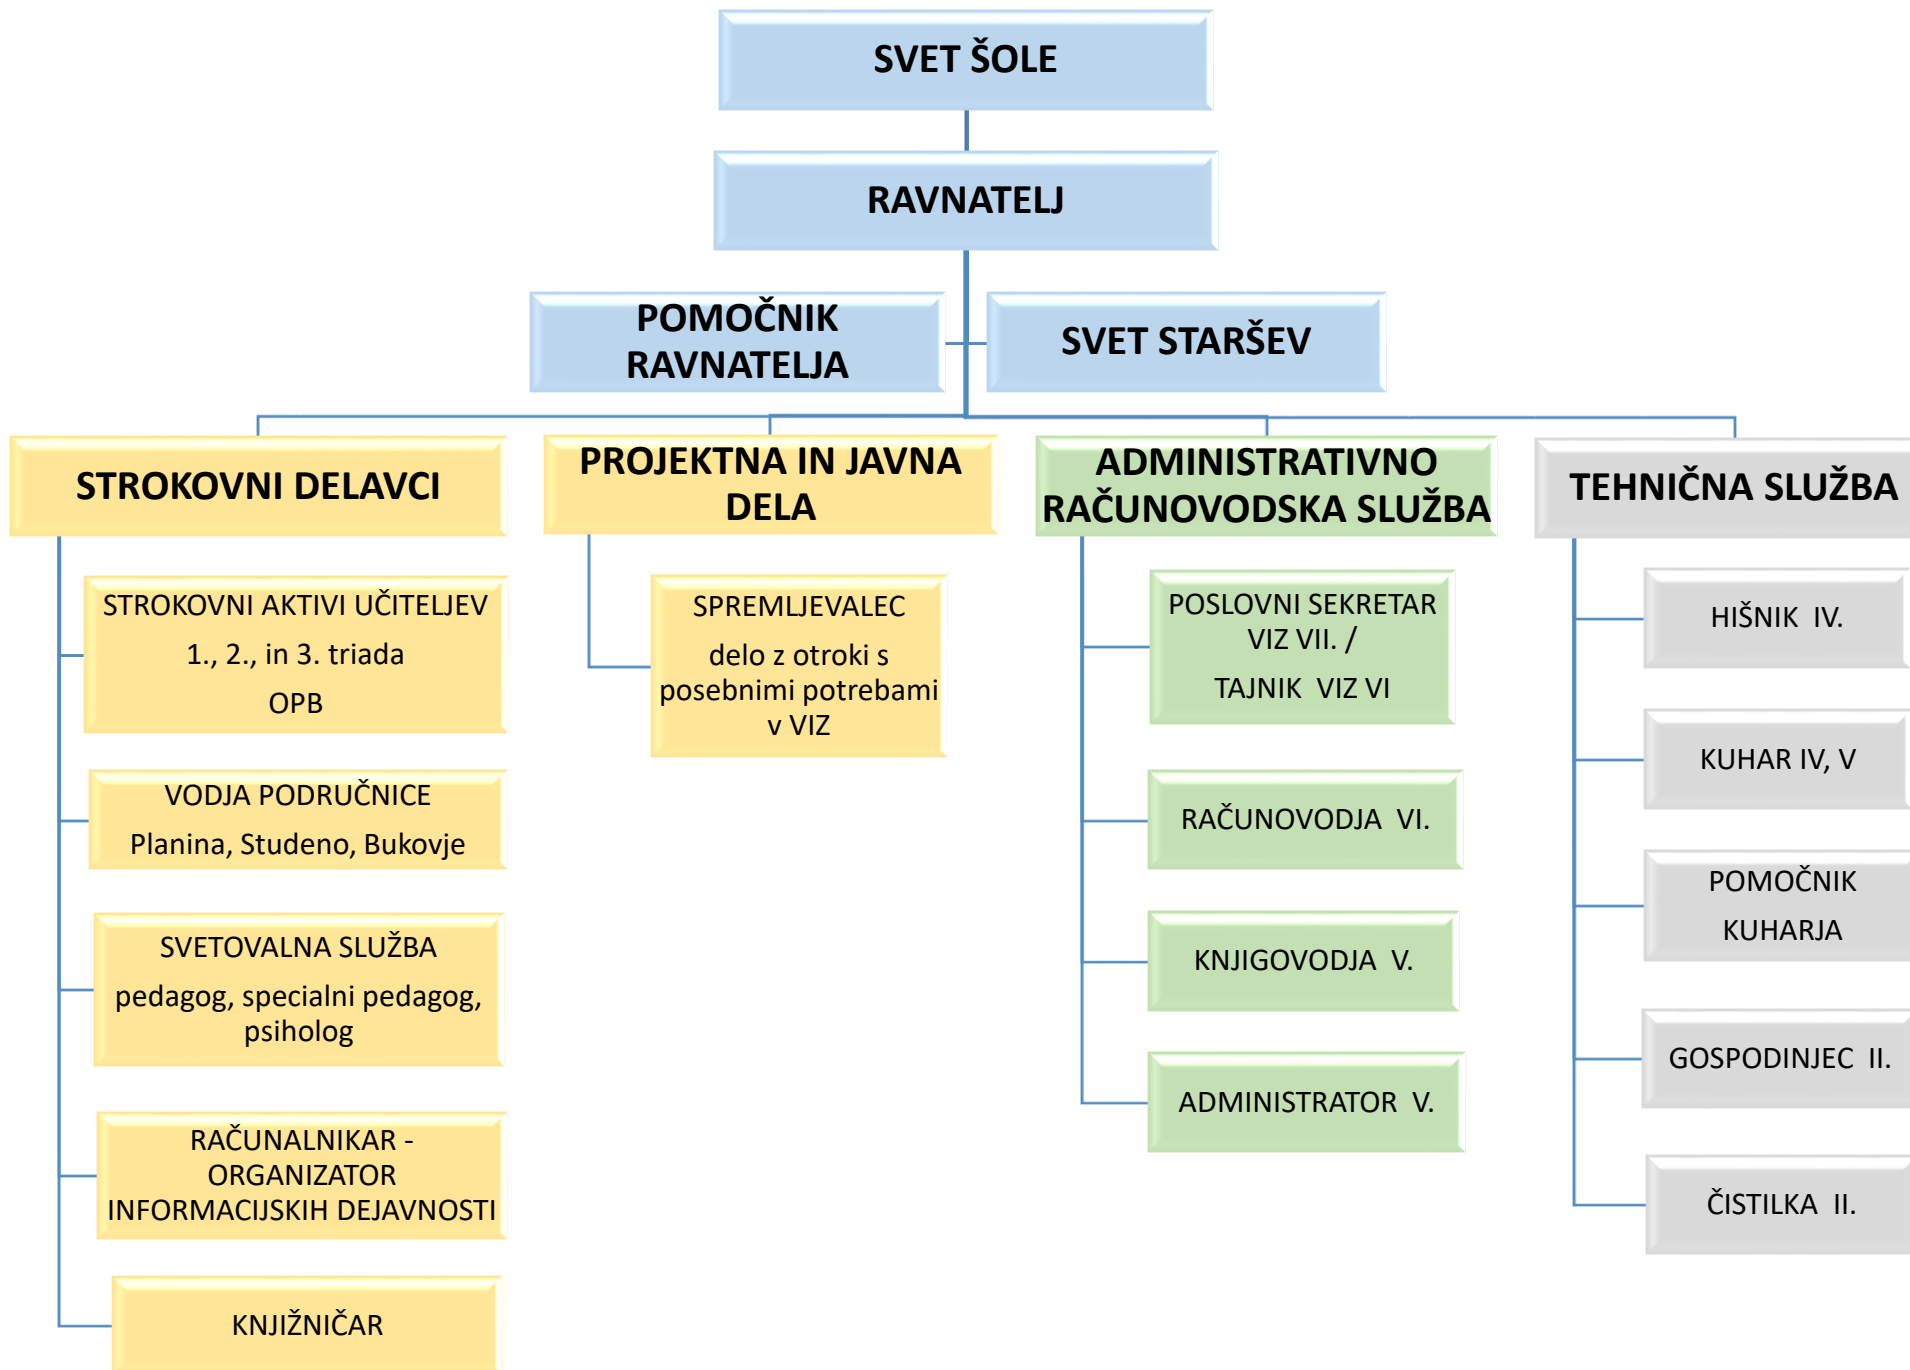 SVET ŠOLE
RAVNATELJ
POMOČNIK
RAVNATELJA
SVET STARŠEV
STROKOVNI DELAVCI
STROKOVNI AKTIVI UČITELJEV
1., 2., in 3. triada
OPB
VODJA PODRUČNICE
Planina, Studeno, Bukovje
SVETOVALNA SLUŽBA
pedagog, specialni pedagog,
psiholog
RAČUNALNIKAR -
ORGANIZATOR
INFORMACIJSKIH DEJAVNOSTI
KNJIŽNIČAR
PROJEKTNA IN JAVNA
DELA
SPREMLJEVALEC
delo z otroki s
posebnimi potrebami
v VIZ
ADMINISTRATIVNO
RAČUNOVODSKA SLUŽBA
POSLOVNI SEKRETAR
VIZ VII. /
TAJNIK VIZ VI
RAČUNOVODJA VI.
KNJIGOVODJA V.
ADMINISTRATOR V.
TEHNIČNA SLUŽBA
HIŠNIK IV.
KUHAR IV, V
POMOČNIK
KUHARJA
GOSPODINJEC II.
ČISTILKA II.